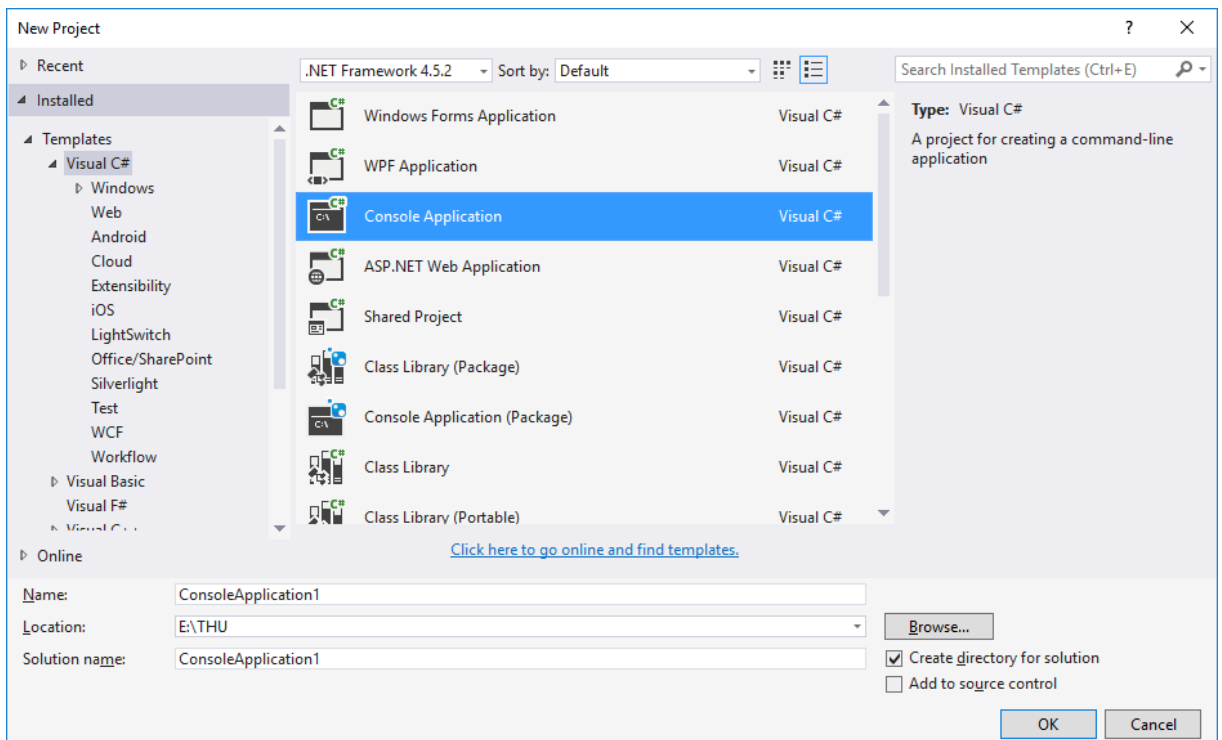 New Project
?
Recent
Installed
Templates
Visual C#
Windows
Web
Android
Cloud
Extensibility
iOS
LightSwitch
Office/SharePoint
Silverlight
Test
WCF
Workflow
Visual Basic
Visual F#
Visual C++
Online
.NET Framework 4.5.2 Sort by: Default
C# Windows Forms Application Visual C#
C# WPF Application Visual C#
C# C:\ Console Application Visual C#
C# ASP.NET Web Application Visual C#
C# Shared Project Visual C#
Class Library (Package) Visual C#
C:\ Console Application (Package) Visual C#
C# Class Library Visual C#
C# Class Library (Portable) Visual C#
Click here to go online and find templates.
Search Installed Templates (Ctrl+E)
Type: Visual C#
A project for creating a command-line
application
Name: ConsoleApplication1
Location: E:\THU Browse...
Solution name: ConsoleApplication1 Create directory for solution
Add to source control
OK Cancel